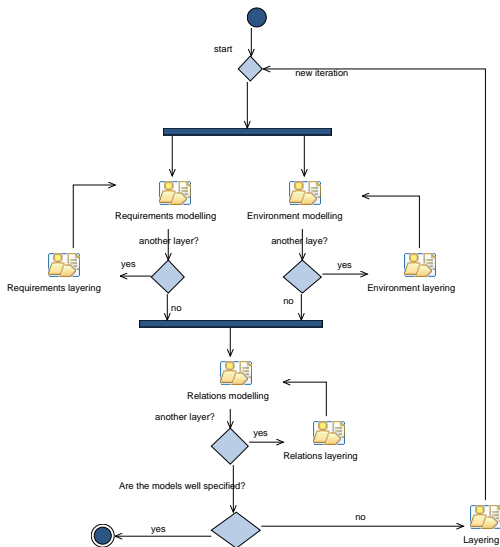 start
new iteration
Requirements modelling
Environment modelling
another layer?
another laye?
yes
yes
Requirements layering
Environment layering
no
no
Relations modelling
another layer?
yes
Relations layering
Are the models well specified?
yes
no
Layering